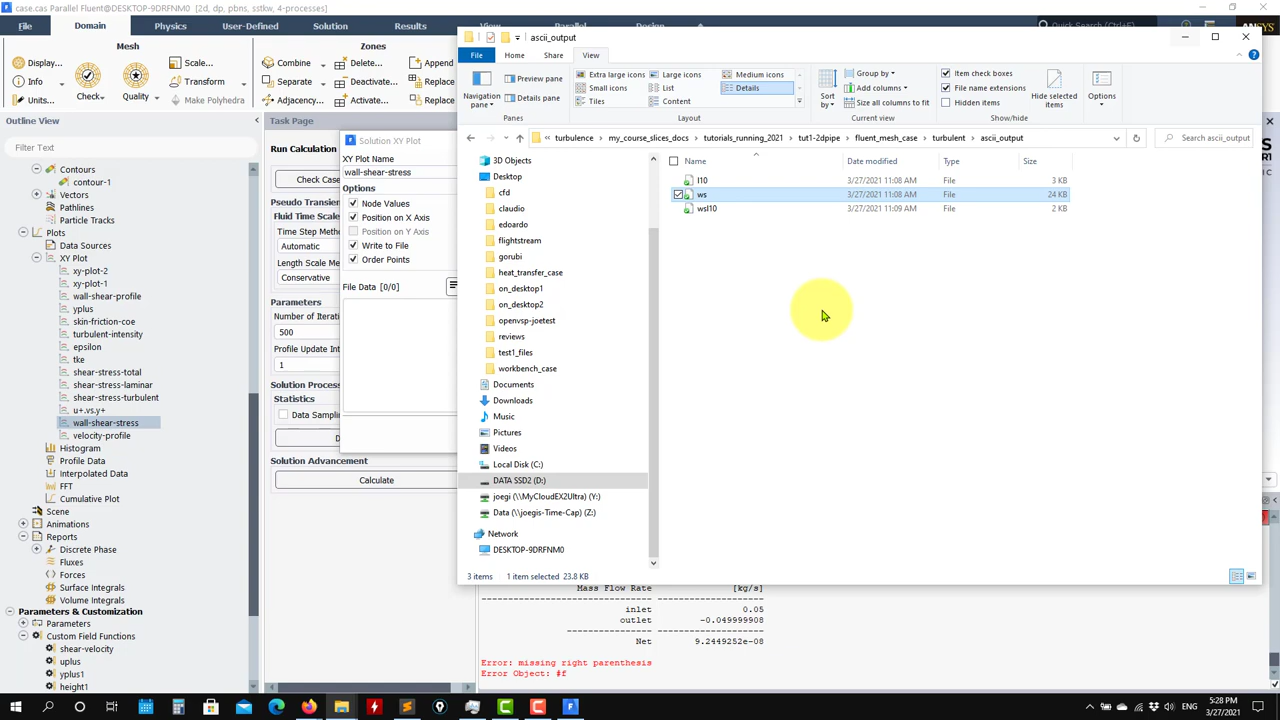 case.cas Parallel Fluent@DESKTOP-9DRFNM0 [2d, dp, pbns, sstkw, 4-processes]
File
Domain
Physics
User-Defined
Solution
Results
Parallel
Design
Mesh
Zones
Display...
Info
Units...
Check
Quality
Scale...
Transform
Make Polyhedra
Combine
Separate
Adjacency...
Delete...
Deactivate...
Activate...
Append
Replace
Replace
Outline View
Filter Text
Contours
contour-1
Vectors
Pathlines
Particle Tracks
Plots
Data Sources
XY Plot
xy-plot-2
xy-plot-1
wall-shear-profile
yplus
skin-friction-coe
turbulent-intensity
epsilon
tke
shear-stress-total
shear-stress-laminar
shear-stress-turbulent
u+.vs.y+
wall-shear-stress
velocity-profile
Histogram
Profile Data
Interpolated Data
FFT
Cumulative Plot
Scene
Animations
Reports
Discrete Phase
Fluxes
Forces
Surface Integrals
Volume Integrals
Parameters & Customization
Parameters
Custom Field Functions
shear-velocity
uplus
yplus1
height1
Task Page
Run Calculation
Check Case
Pseudo Transien
Fluid Time Scale
Time Step Meth
Automatic
Length Scale Me
Conservative
Parameters
Number of Iterati
500
Profile Update Int
1
Solution Process
Statistics
Data Sampling
D
Solution Advancement
Calculate
Solution XY Plot
XY Plot Name
wall-shear-stress
Options
Node Values
Position on X Axis
Position on Y Axis
Write to File
Order Points
File Data [0/0]
ascii_output
File
Home
Share
View
Navigation
pane
Preview pane
Details pane
Panes
Extra large icons
Large icons
Medium icons
Small icons
List
Details
Tiles
Content
Layout
Sort
by
Group by
Add columns
Size all columns to fit
Current view
Item check boxes
File name extensions
Hidden items
Hide selected
items
Show/hide
Options
« turbulence > my_course_slices_docs > tutorials_running_2021 > tut1-2dpipe > fluent_mesh_case > turbulent > ascii_output
Search ascii_output
3D Objects
Desktop
cfd
claudio
edoardo
flightstream
gorubi
heat_transfer_case
on_desktop1
on_desktop2
openvsp-joetest
reviews
test1_files
workbench_case
Documents
Downloads
Music
Pictures
Videos
Local Disk (C:)
DATA SSD2 (D:)
joegi (\\MyCloudEX2Ultra) (Y:)
Data (\\joegis-Time-Cap) (Z:)
Network
DESKTOP-9DRFNM0
Name
Date modified
Type
Size
l10 3/27/2021 11:08 AM File 3 KB
ws 3/27/2021 11:08 AM File 24 KB
wsl10 3/27/2021 11:09 AM File 2 KB
3 items
1 item selected 23.8 KB
Mass Flow Rate [kg/s]
-------------------------------- --------------------
inlet 0.05
outlet -0.049999908
---------------- --------------------
Net 9.2449252e-08
Error: missing right parenthesis
Error Object: #f
5:28 PM
3/27/2021
ENG